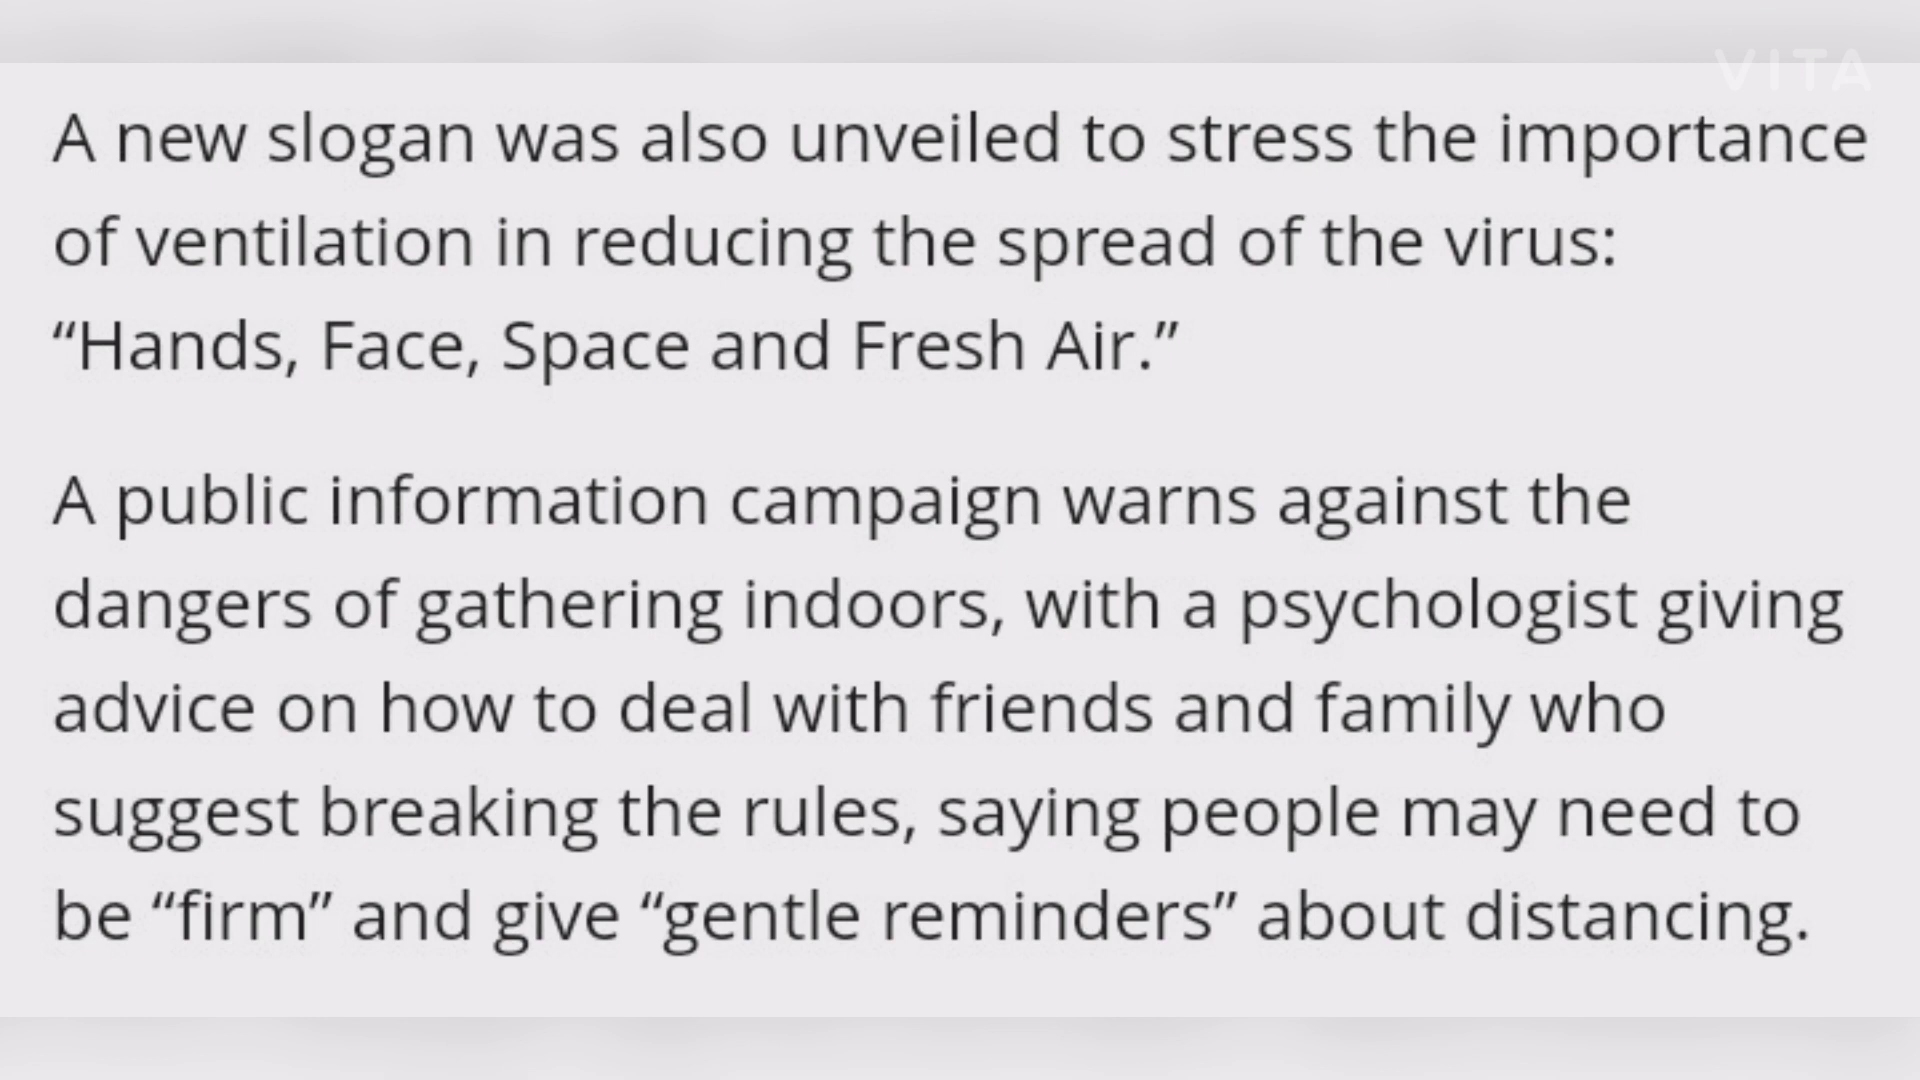 VITA
A new slogan was also unveiled to stress the importance
of ventilation in reducing the spread of the virus:
“Hands, Face, Space and Fresh Air.”
A public information campaign warns against the
dangers of gathering indoors, with a psychologist giving
advice on how to deal with friends and family who
suggest breaking the rules, saying people may need to
be “firm” and give “gentle reminders” about distancing.